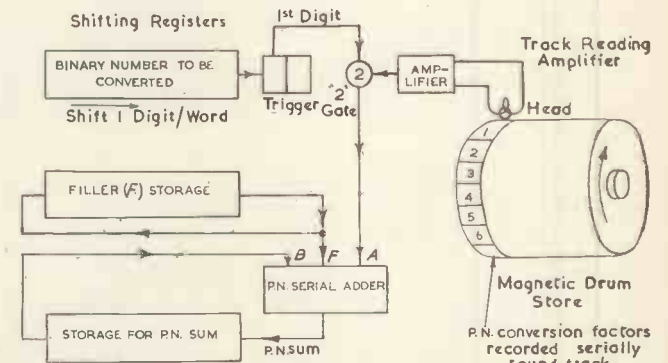 Shifting Registers
1st Digit
BINARY NUMBER TO BE
CONVERTED
Shift 1 Digit/Word
Trigger
2
"2"
Gate
AMP-
LIFIER
Track Reading
Amplifier
Head
1
2
3
4
5
6
FILLER (F.) STORAGE
B F A
P.N. SERIAL ADDER
STORAGE FOR P.N. SUM
P.N. SUM
Magnetic Drum
Store
P.N. conversion factors
recorded serially
round track